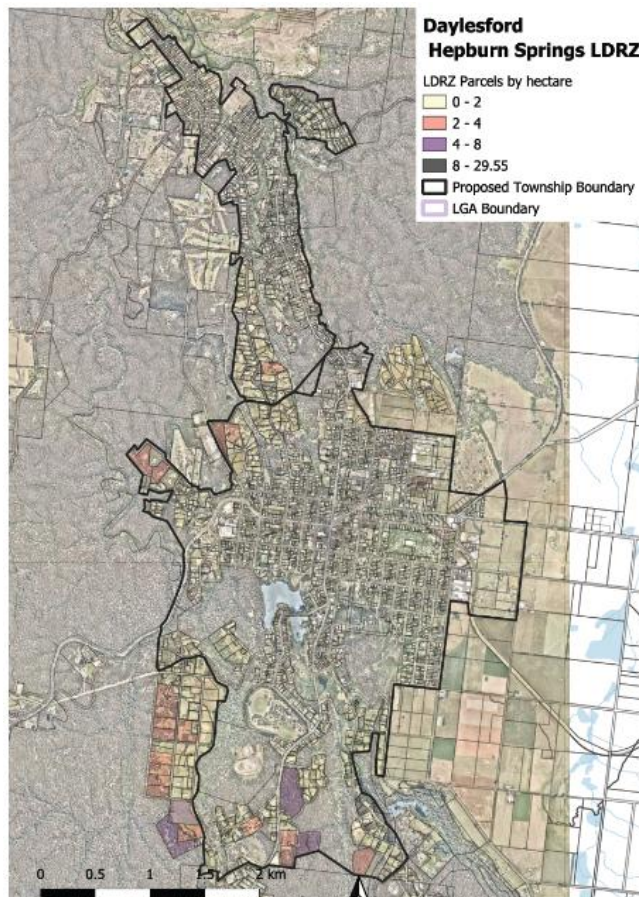 Daylesford
Hepburn Springs LDRZ
LDRZ Parcels by hectare
0 - 2
2 - 4
4 - 8
8 - 29.55
Proposed Township Boundary
LGA Boundary
0 0.5 1 1.5 2 km